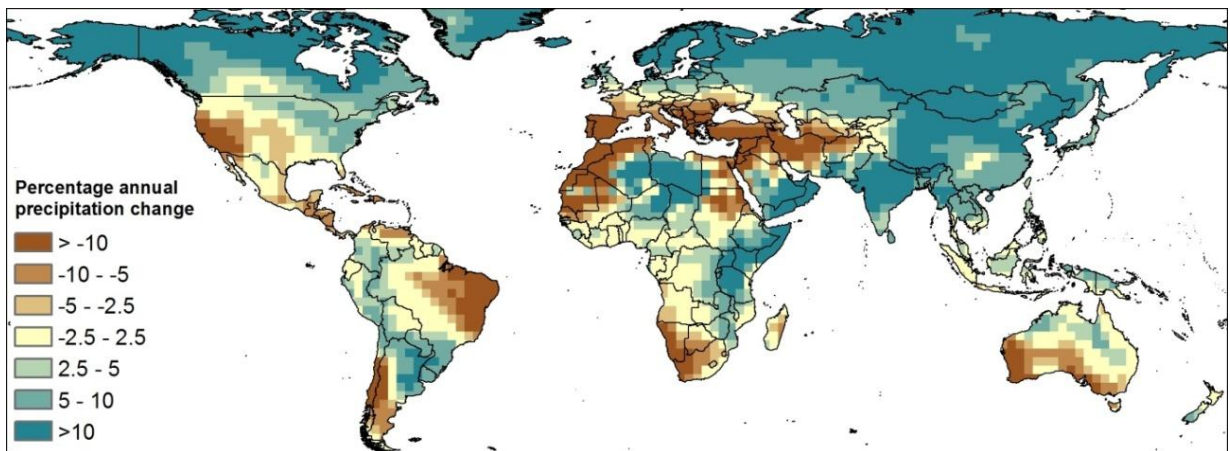 Percentage annual
precipitation change
> -10
-10 - -5
-5 - -2.5
-2.5 - 2.5
2.5 - 5
5 - 10
>10